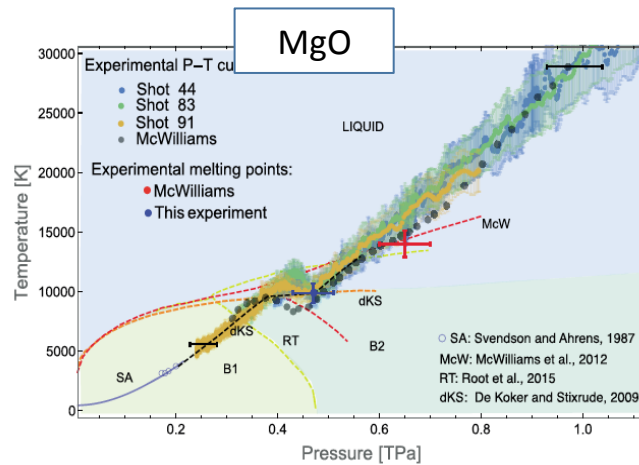 MgO
Experimental P–T cu
Shot 44
Shot 83
Shot 91
McWilliams
Experimental melting points:
McWilliams
This experiment
LIQUID
McW
dKS
dKS
RT
B2
B1
SA
SA: Svendson and Ahrens, 1987
McW: McWilliams et al., 2012
RT: Root et al., 2015
dKS: De Koker and Stixrude, 2009
Temperature [K]
30000
25000
20000
15000
10000
5000
0
0.2
0.4
0.6
0.8
1.0
Pressure [TPa]